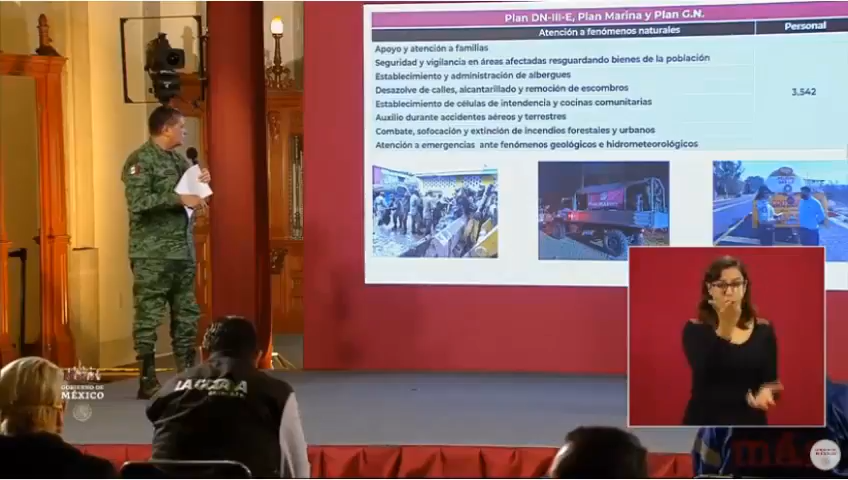 Plan DN-III-E, Plan Marina y Plan G.N.
Atención a fenómenos naturales
Personal
Apoyo y atención a familias
Seguridad y vigilancia en áreas afectadas resguardando bienes de la población
Establecimiento y administración de albergues
Desazolve de calles, alcantarillado y remoción de escombros
Establecimiento de células de intendencia y cocinas comunitarias
Auxilio durante accidentes aéreos y terrestres
Combate, sofocación y extinción de incendios forestales y urbanos
Atención a emergencias ante fenómenos geológicos e hidrometeorológicos
3,542
GOBIERNO DE
MÉXICO